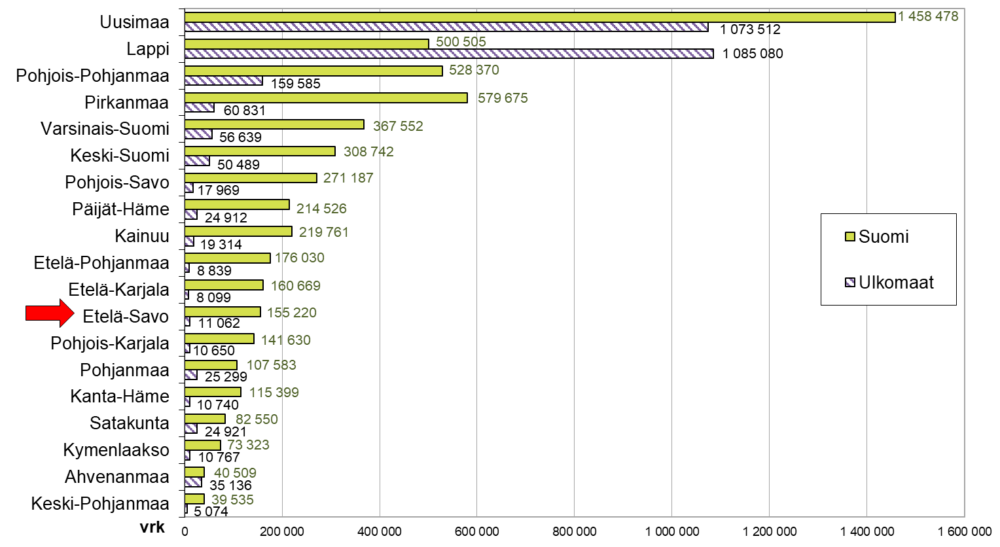 Uusimaa
1 458 478
1 073 512
Lappi
500 505
1 085 080
Pohjois-Pohjanmaa
528 370
159 585
Pirkanmaa
579 675
60 831
Varsinais-Suomi
367 552
56 639
Keski-Suomi
308 742
50 489
Pohjois-Savo
271 187
17 969
Päijät-Häme
214 526
24 912
Kainuu
219 761
19 314
Etelä-Pohjanmaa
176 030
8 839
Etelä-Karjala
160 669
8 099
Etelä-Savo
155 220
11 062
Pohjois-Karjala
141 630
10 650
Pohjanmaa
107 583
25 299
Kanta-Häme
115 399
10 740
Satakunta
82 550
24 921
Kymenlaakso
73 323
10 767
Ahvenanmaa
40 509
35 136
Keski-Pohjanmaa
39 535
5 074
Suomi
Ulkomaat
vrk
0 200 000 400 000 600 000 800 000 1 000 000 1 200 000 1 400 000 1 600 000